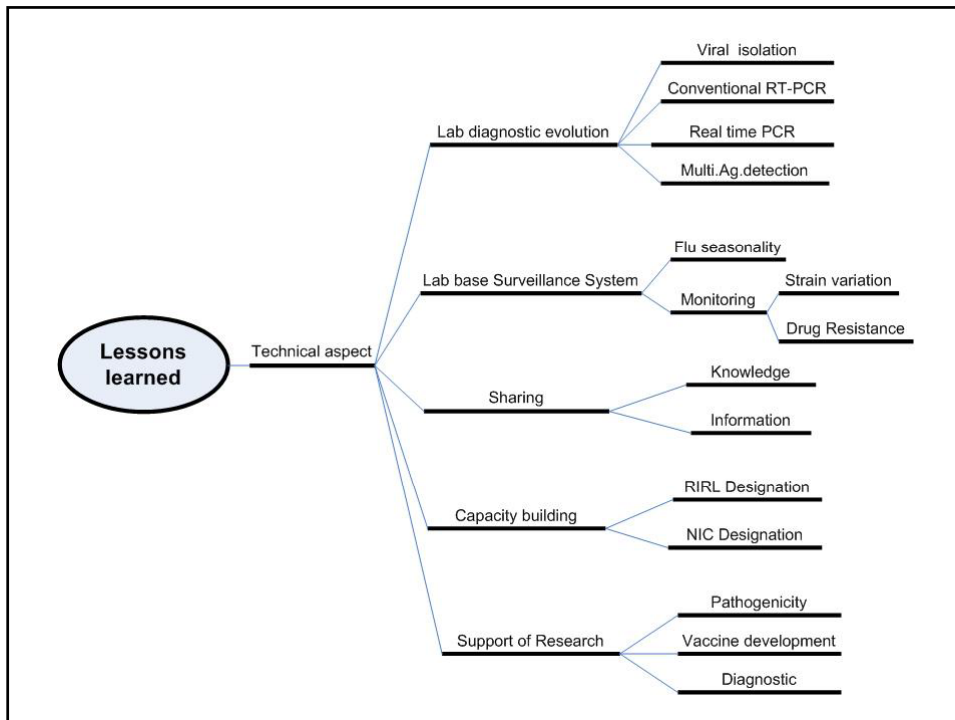 Lessons
learned
Technical aspect
Lab diagnostic evolution
Viral isolation
Conventional RT-PCR
Real time PCR
Multi.Ag.detection
Lab base Surveillance System
Flu seasonality
Monitoring
Strain variation
Drug Resistance
Sharing
Knowledge
Information
Capacity building
RIRL Designation
NIC Designation
Support of Research
Pathogenicity
Vaccine development
Diagnostic